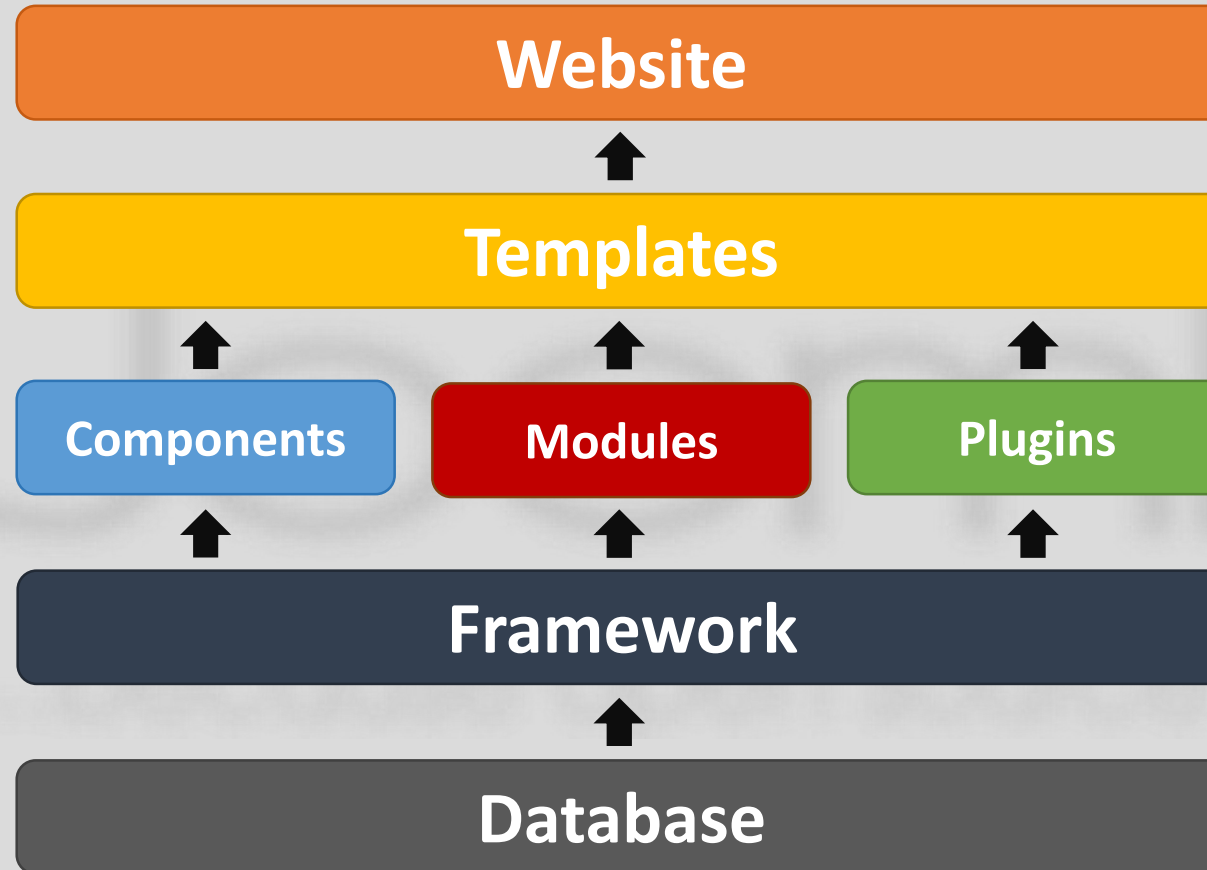 Website
Templates
Components
Modules
Plugins
Framework
Database